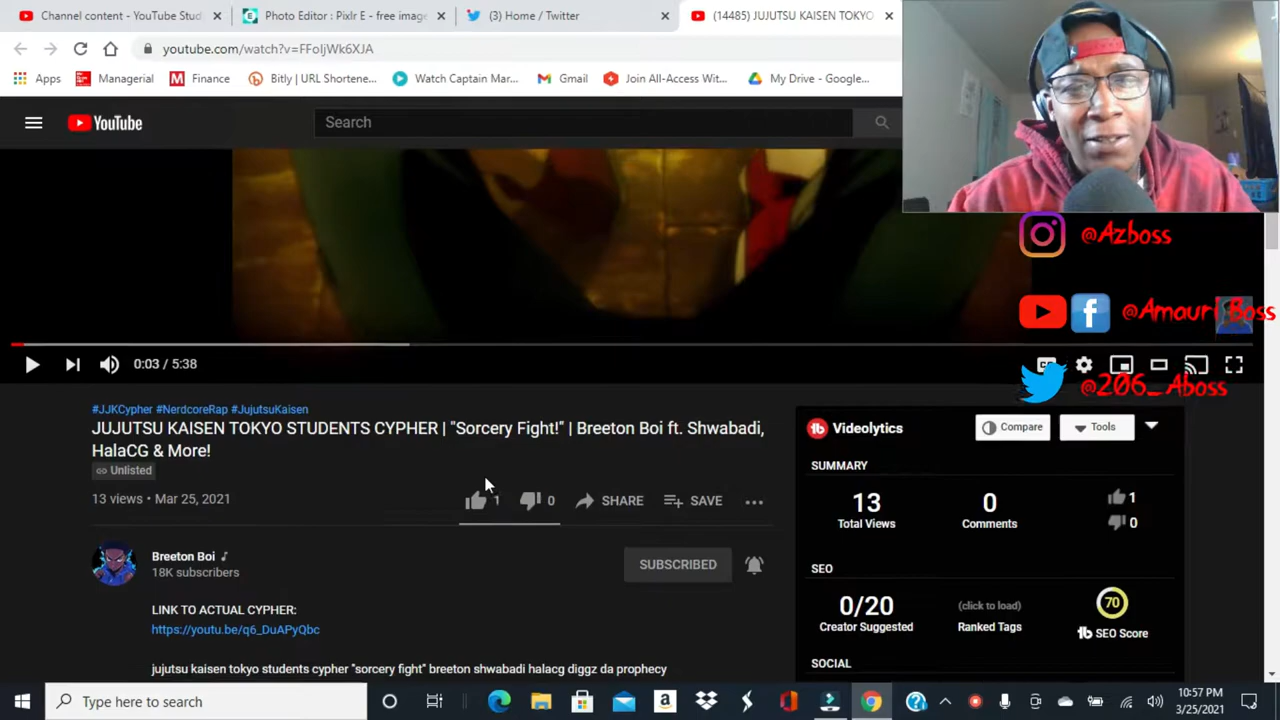 Channel content - YouTube Stud
Photo Editor : Pixlr E - free image
(3) Home / Twitter
(14485) JUJUTSU KAISEN TOKYO
youtube.com/watch?v=FFoIjWk6XJA
Apps
Managerial
Finance
Bitly | URL Shortene...
Watch Captain Mar...
Gmail
Join All-Access Wit...
My Drive - Google...
YouTube
Search
@Azboss
@Amauri Boss
@206_Aboss
0:03 / 5:38
CC
#JJKCypher #NerdcoreRap #JujutsuKaisen
JUJUTSU KAISEN TOKYO STUDENTS CYPHER | "Sorcery Fight!" | Breeton Boi ft. Shwabadi,
HalaCG & More!
Unlisted
13 views • Mar 25, 2021
1
0
SHARE
SAVE
Breeton Boi
18K subscribers
SUBSCRIBED
LINK TO ACTUAL CYPHER:
https://youtu.be/q6_DuAPyQbc
jujutsu kaisen tokyo students cypher "sorcery fight" breeton shwabadi halacg diggz da prophecy
tb Videolytics
Compare
Tools
SUMMARY
13
Total Views
0
Comments
1
0
SEO
0/20
Creator Suggested
(click to load)
Ranked Tags
70
tb SEO Score
SOCIAL
Type here to search
10:57 PM
3/25/2021